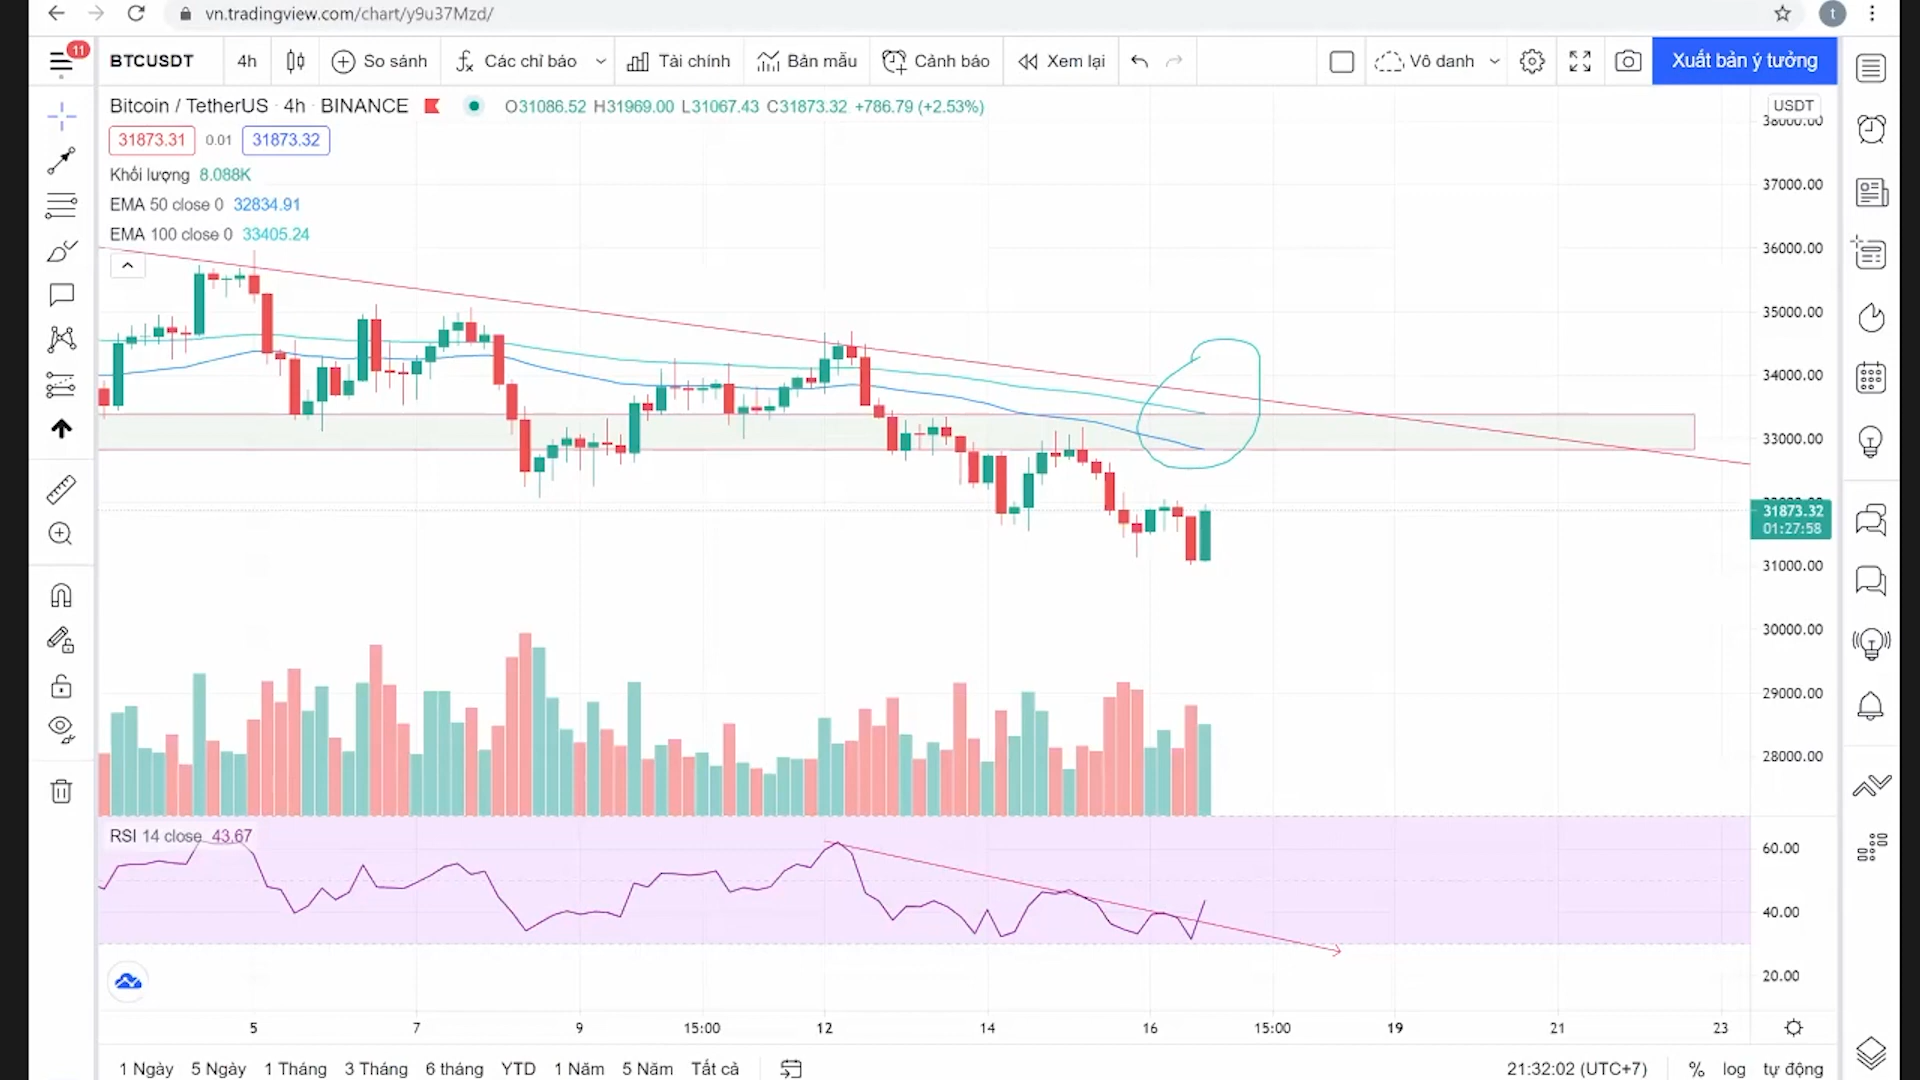 vn.tradingview.com/chart/y9u37Mzd/
t
11
BTCUSDT 4h So sánh Các chỉ báo Tài chính Bản mẫu Cảnh báo Xem lại Vô danh Xuất bản ý tưởng
Bitcoin / TetherUS · 4h · BINANCE O31086.52 H31969.00 L31067.43 C31873.32 +786.79 (+2.53%)
USDT
38000.00
31873.31 0.01 31873.32
Khối lượng 8.088K
37000.00
EMA 50 close 0 32834.91
EMA 100 close 0 33405.24
36000.00
35000.00
34000.00
33000.00
32000.00
31873.32
01:27:58
31000.00
30000.00
29000.00
28000.00
RSI 14 close 43.67
60.00
40.00
20.00
5 7 9 15:00 12 14 16 15:00 19 21 23
1 Ngày 5 Ngày 1 Tháng 3 Tháng 6 tháng YTD 1 Năm 5 Năm Tất cả 21:32:02 (UTC+7) % log tự động